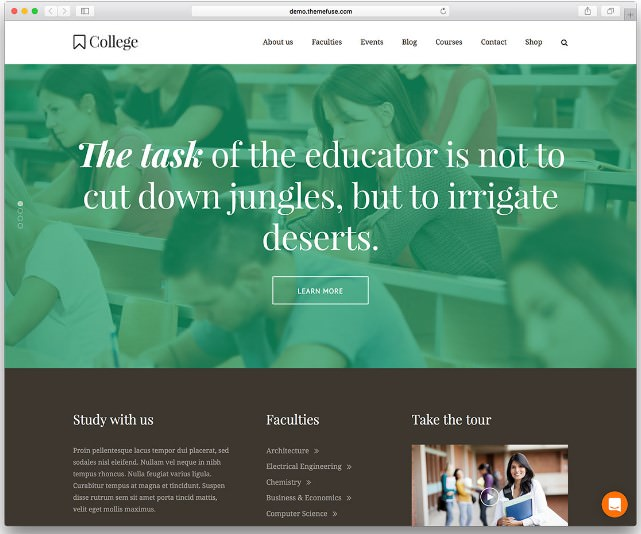 demo.themefuse.com
College
About us Faculties Events Blog Courses Contact Shop
The task of the educator is not to
cut down jungles, but to irrigate
deserts.
LEARN MORE
Study with us
Proin pellentesque lacus tempor dui placerat, sed
sodales nisl eleifend. Nullam vel neque in nibh
tempus rhoncus. Nulla feugiat varius ligula.
Curabitur tempus at magna et tincidunt. Suspen
disse rutrum sem sit amet porta tincid mattis,
velit eget mollis maximus.
Faculties
Architecture »
Electrical Engineering »
Chemistry »
Business & Economics »
Computer Science »
Take the tour